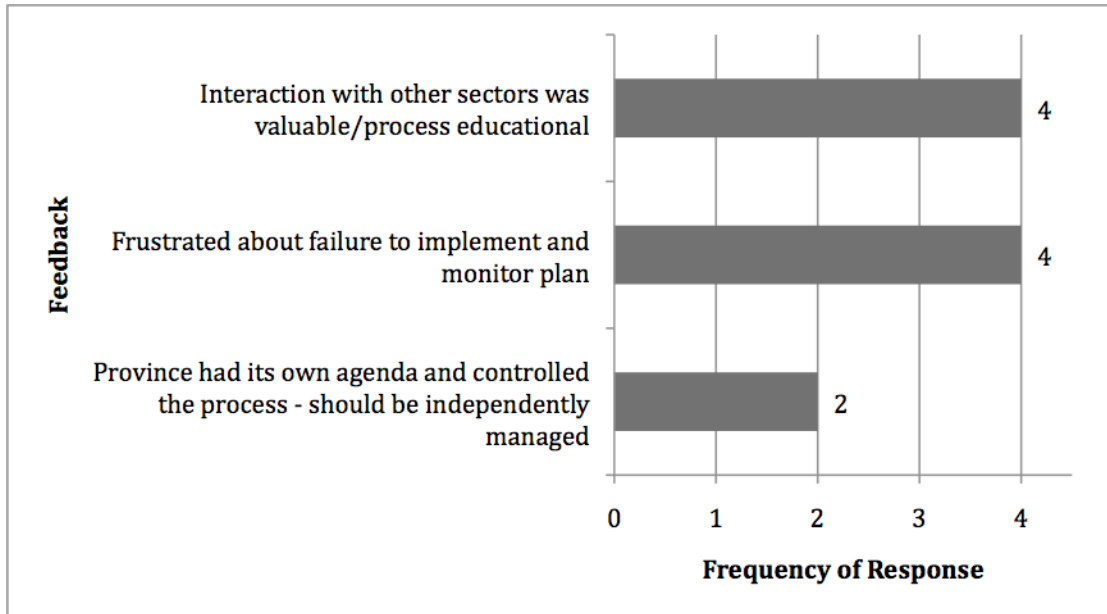 Interaction with other sectors was
valuable/process educational
4
Frustrated about failure to implement and
monitor plan
4
Feedback
Province had its own agenda and controlled
the process - should be independently
managed
2
0 1 2 3 4
Frequency of Response